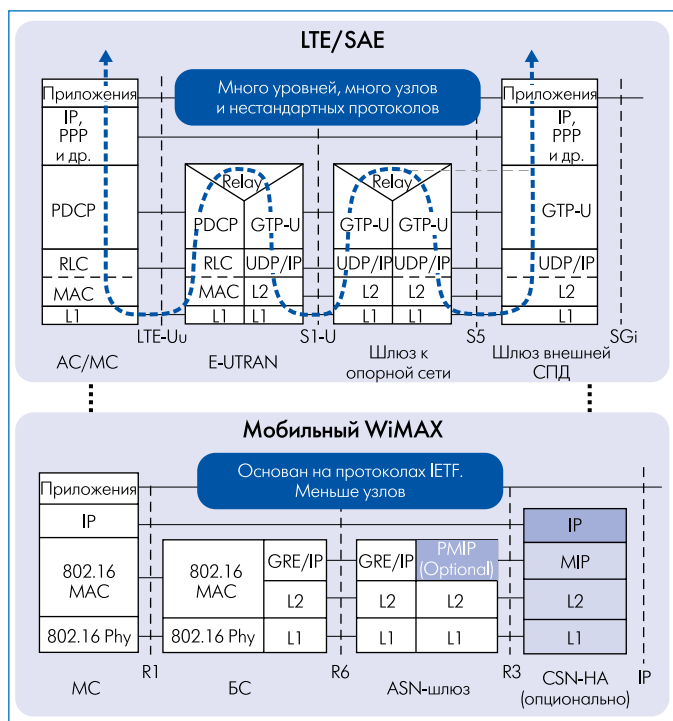 LTE/SAE
Много уровней, много узлов
и нестандартных протоколов
Приложения
IP,
PPP
и др.
PDCP
RLC
MAC
L1
АС/МС
LTE-Uu
Relay
PDCP
GTP-U
RLC
UDP/IP
MAC
L2
L1
L1
E-UTRAN
S1-U
Relay
GTP-U
GTP-U
UDP/IP
UDP/IP
L2
L2
L1
L1
Шлюз к
опорной сети
S5
Приложения
IP,
PPP
и др.
GTP-U
UDP/IP
L2
L1
Шлюз внешней
СПД
SGi
Мобильный WiMAX
Основан на протоколах IETF.
Меньше узлов
Приложения
IP
802.16
MAC
802.16 Phy
МС
R1
802.16
MAC
802.16 Phy
GRE/IP
L2
L1
БС
R6
GRE/IP
L2
L1
PMIP
(Optional)
L2
L1
ASN-шлюз
R3
IP
MIP
L2
L1
CSN-HA
(опционально)
IP